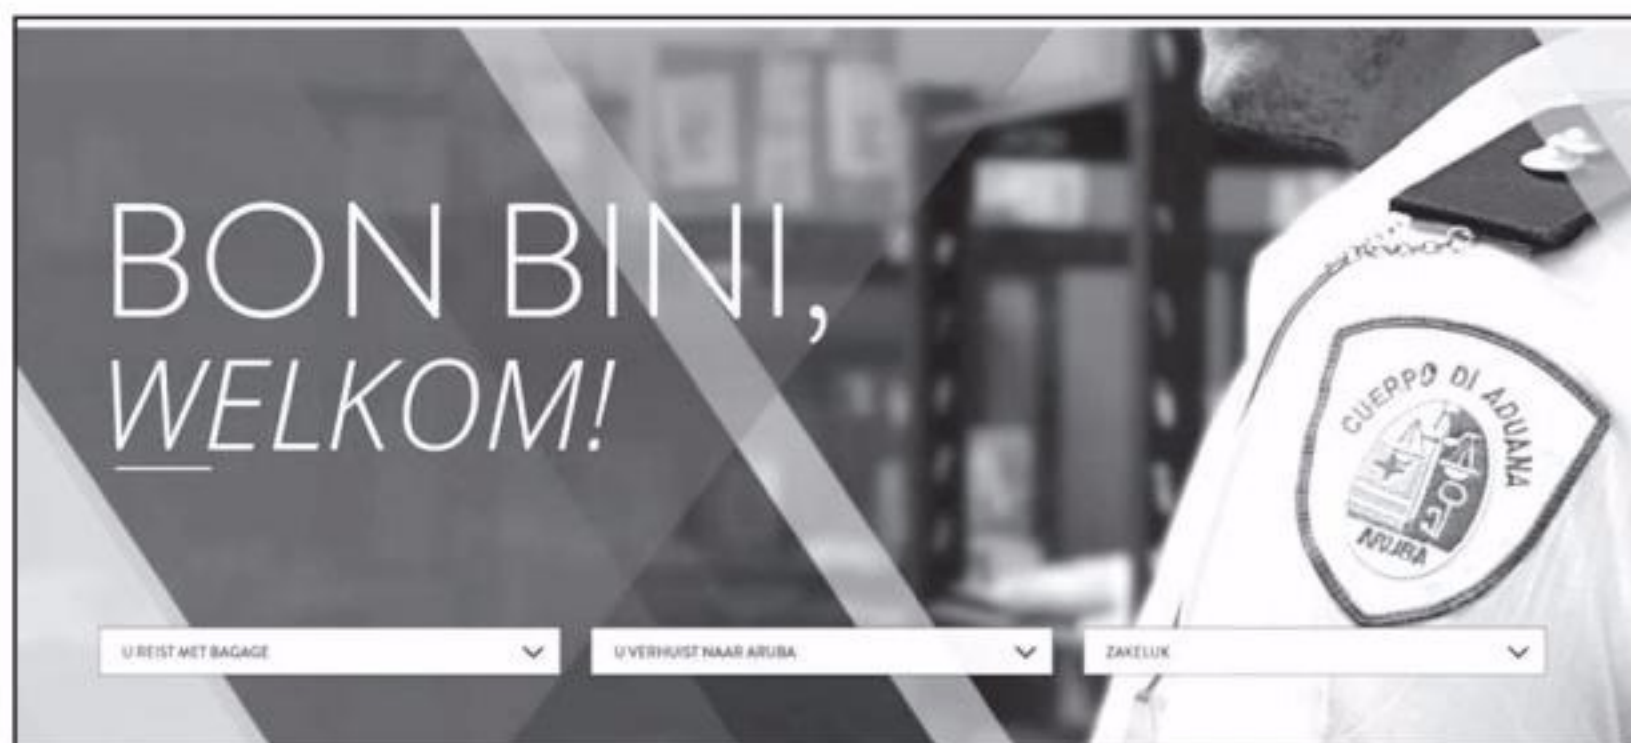 BON BINI,
WELKOM!
CUERPO DI ADUANA
ARUBA
U REIST MET BAGAGE
U VERHUIST NAAR ARUBA
ZAKELIJK